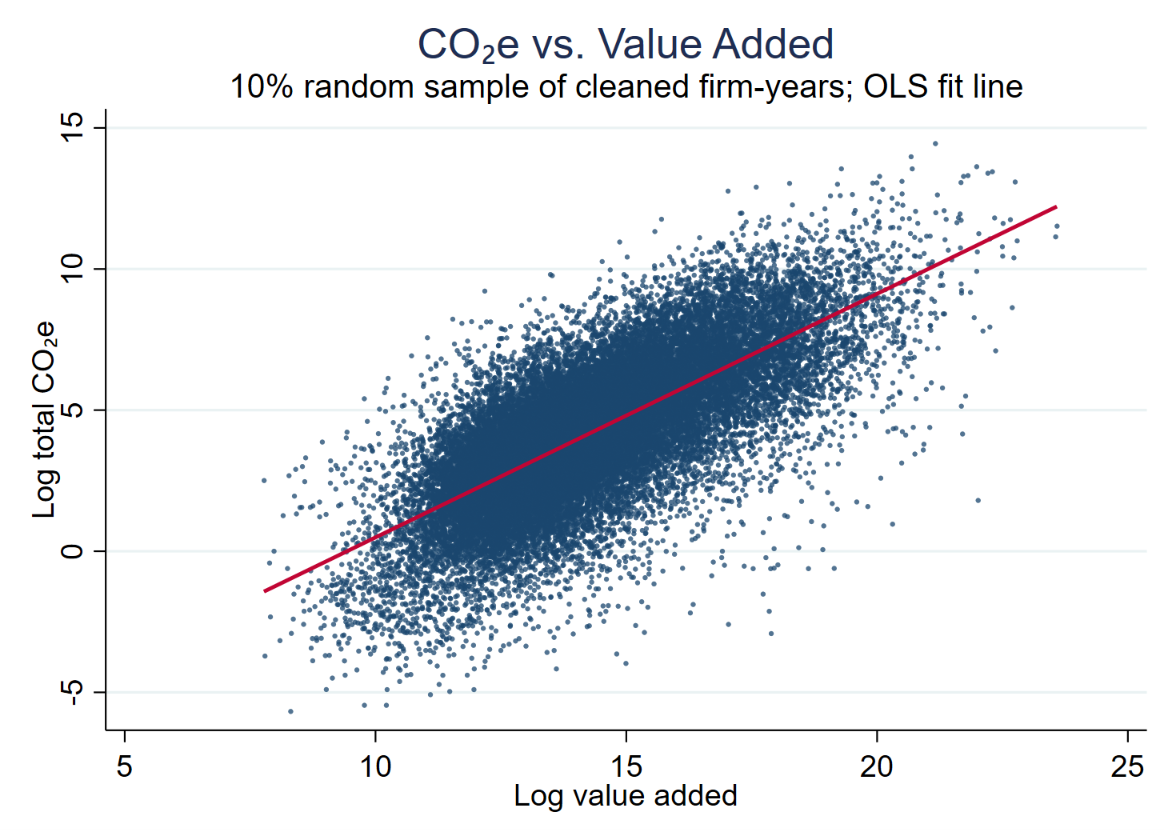 CO₂e vs. Value Added
10% random sample of cleaned firm-years; OLS fit line
15
10
5
0
-5
Log total CO₂e
5 10 15 20 25
Log value added